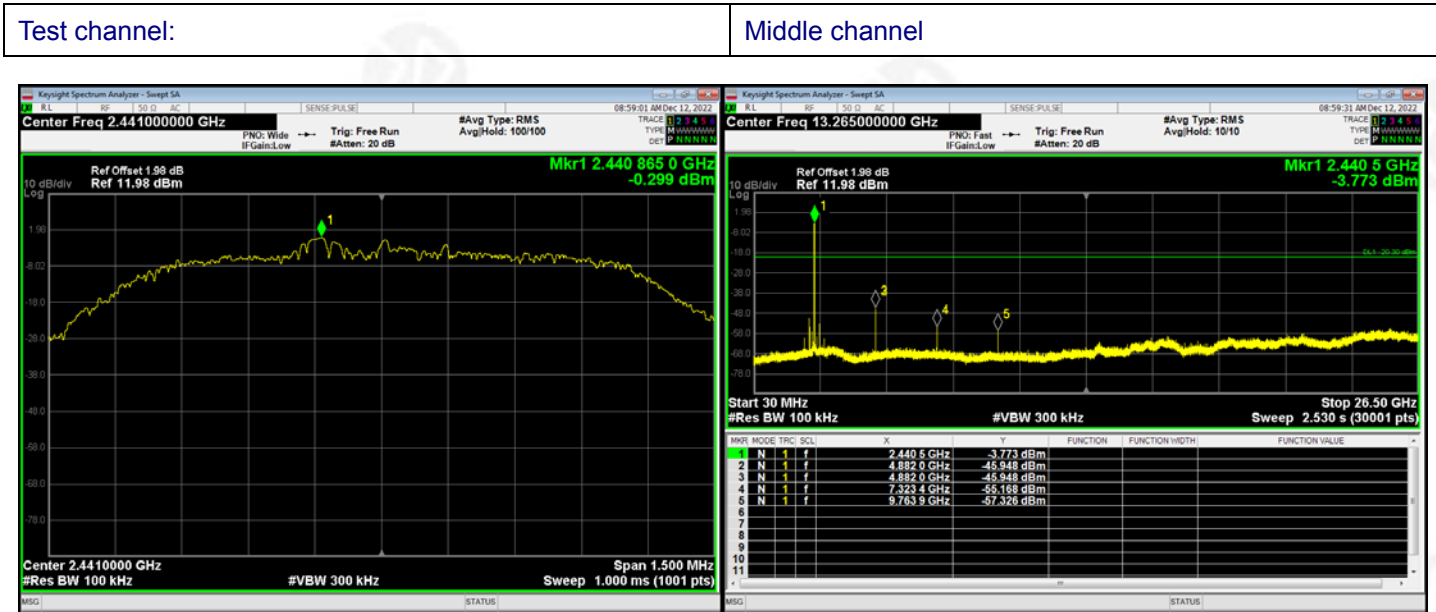 Test channel: Middle channel
Keysight Spectrum Analyzer - Swept SA
RL RF 50 Ω AC SENSE:PULSE 08:59:01 AM Dec 12, 2022
Center Freq 2.441000000 GHz
PNO: Wide
IFGain:Low
Trig: Free Run
#Atten: 20 dB
#Avg Type: RMS
Avg|Hold: 100/100
TRACE 1 2 3 4 5 6
TYPE M W W W W W
DET P N N N N N
Mkr1 2.440 865 0 GHz
-0.299 dBm
Ref Offset 1.98 dB
10 dB/div Ref 11.98 dBm
Log
1
1.98
-8.02
-18.0
-28.0
-38.0
-48.0
-58.0
-68.0
-78.0
Center 2.4410000 GHz Span 1.500 MHz
#Res BW 100 kHz #VBW 300 kHz Sweep 1.000 ms (1001 pts)
MSG STATUS
Keysight Spectrum Analyzer - Swept SA
RL RF 50 Ω AC SENSE:PULSE 08:59:31 AM Dec 12, 2022
Center Freq 13.265000000 GHz
PNO: Fast
IFGain:Low
Trig: Free Run
#Atten: 20 dB
#Avg Type: RMS
Avg|Hold: 10/10
TRACE 1 2 3 4 5 6
TYPE M W W W W W
DET P N N N N N
Mkr1 2.440 5 GHz
-3.773 dBm
Ref Offset 1.98 dB
10 dB/div Ref 11.98 dBm
Log
1
1.98
-8.02
-18.0
DL1 -20.30 dBm
-28.0
-38.0
3
-48.0
4
5
-58.0
-68.0
-78.0
Start 30 MHz Stop 26.50 GHz
#Res BW 100 kHz #VBW 300 kHz Sweep 2.530 s (30001 pts)
MKR MODE TRC SCL X Y FUNCTION FUNCTION WIDTH FUNCTION VALUE
1 N 1 f 2.440 5 GHz -3.773 dBm
2 N 1 f 4.882 0 GHz -45.948 dBm
3 N 1 f 4.882 0 GHz -45.948 dBm
4 N 1 f 7.323 4 GHz -55.168 dBm
5 N 1 f 9.763 9 GHz -57.326 dBm
6
7
8
9
10
11
MSG STATUS